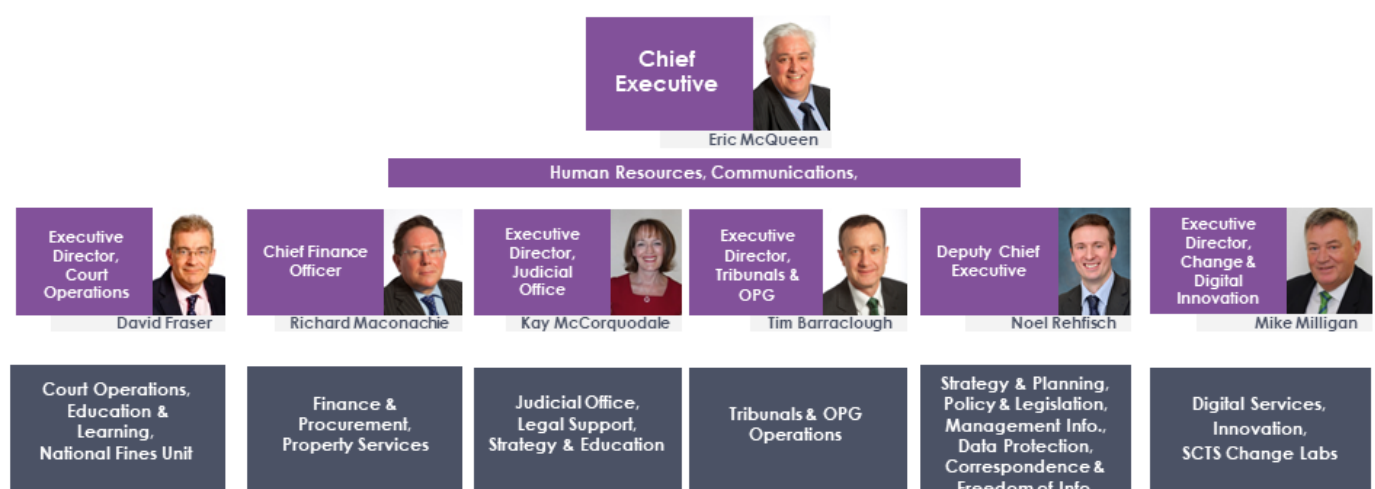 Chief
Executive
Eric McQueen
Human Resources, Communications,
Executive
Director,
Court
Operations
David Fraser
Chief Finance
Officer
Richard Maconachie
Executive
Director,
Judicial
Office
Kay McCorquodale
Executive
Director,
Tribunals &
OPG
Tim Barraclough
Deputy Chief
Executive
Noel Rehfisch
Executive
Director,
Change &
Digital
Innovation
Mike Milligan
Court Operations,
Education &
Learning,
National Fines Unit
Finance &
Procurement,
Property Services
Judicial Office,
Legal Support,
Strategy & Education
Tribunals & OPG
Operations
Strategy & Planning,
Policy & Legislation,
Management Info.,
Data Protection,
Correspondence &
Freedom of Info
Digital Services,
Innovation,
SCTS Change Labs